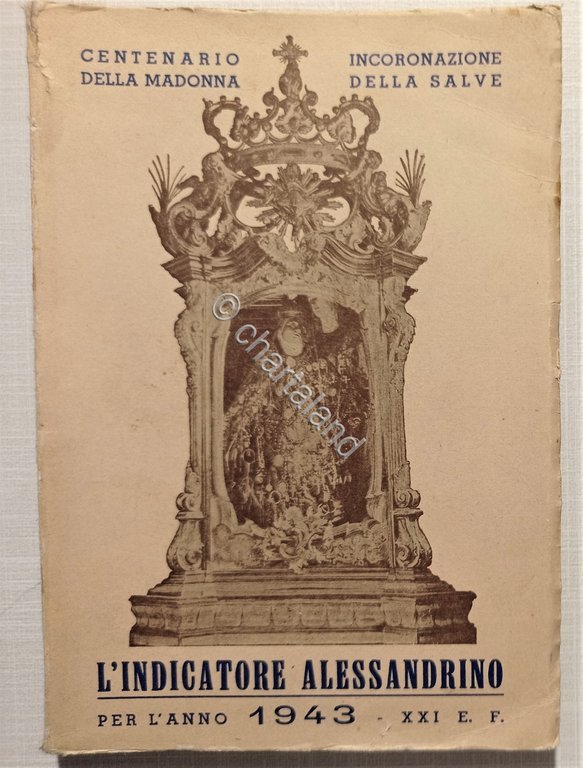 CENTENARIO INCORONAZIONE
DELLA MADONNA DELLA SALVE
© chartaland
L'INDICATORE ALESSANDRINO
PER L'ANNO 1943 - XXI E. F.